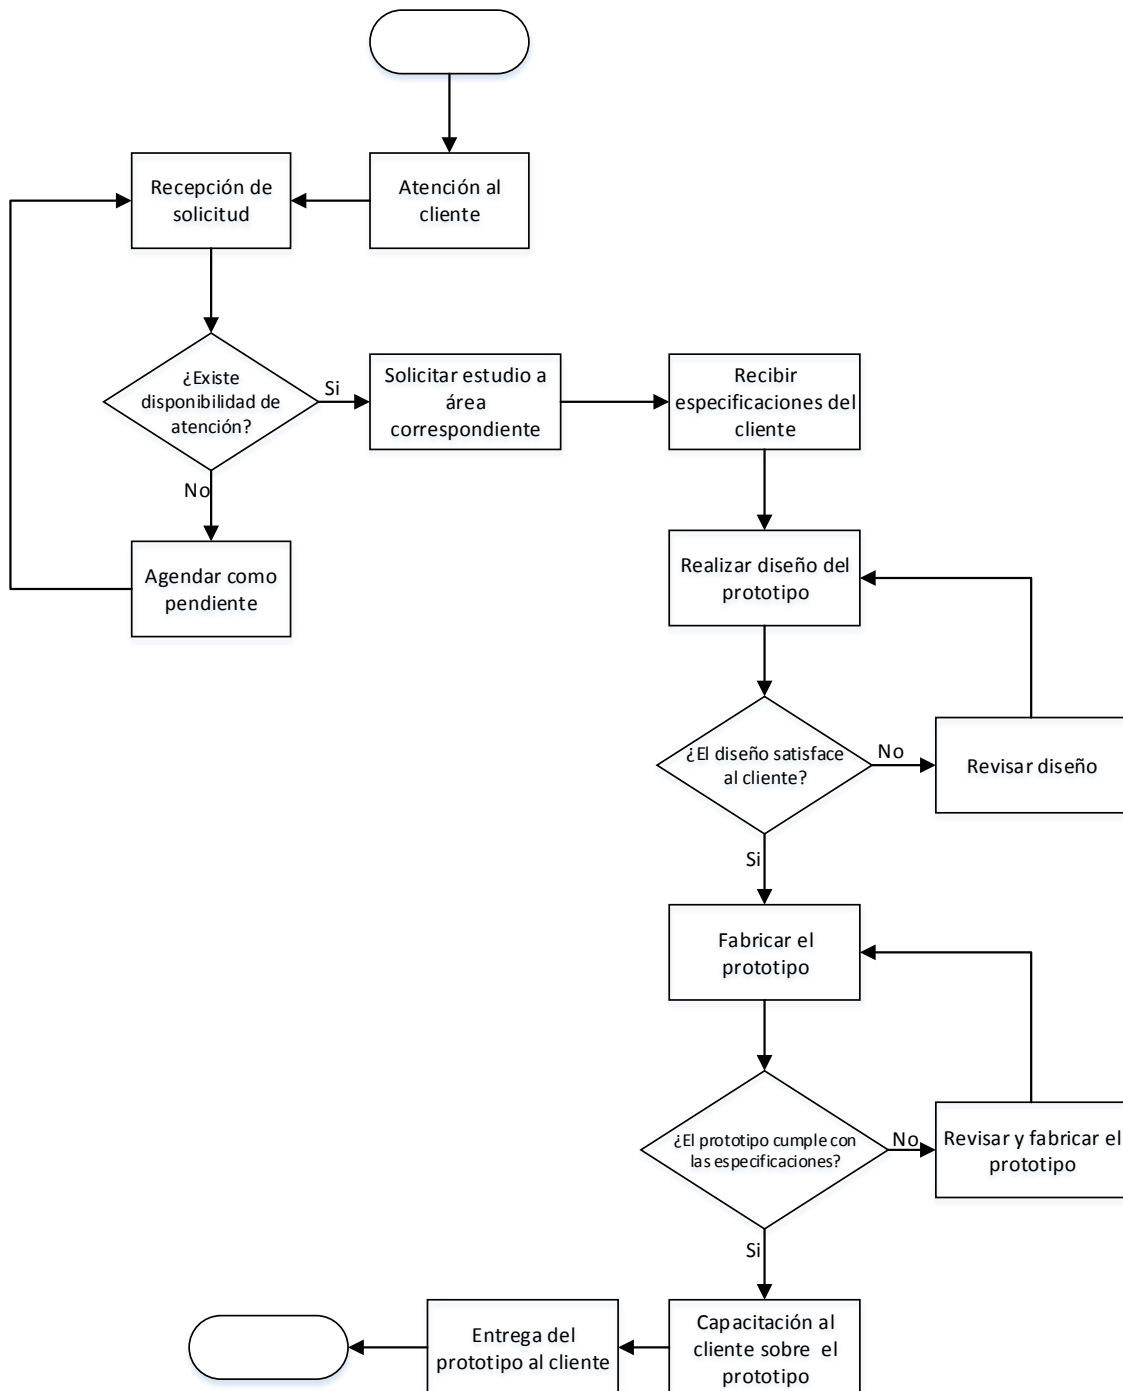 Recepción de
solicitud
Atención al
cliente
¿Existe
disponibilidad de
atención?
Si
Solicitar estudio a
área
correspondiente
Recibir
especificaciones del
cliente
No
Agendar como
pendiente
Realizar diseño del
prototipo
¿El diseño satisface
al cliente?
No
Revisar diseño
Si
Fabricar el
prototipo
¿El prototipo cumple con
las especificaciones?
No
Revisar y fabricar el
prototipo
Si
Capacitación al
cliente sobre el
prototipo
Entrega del
prototipo al cliente